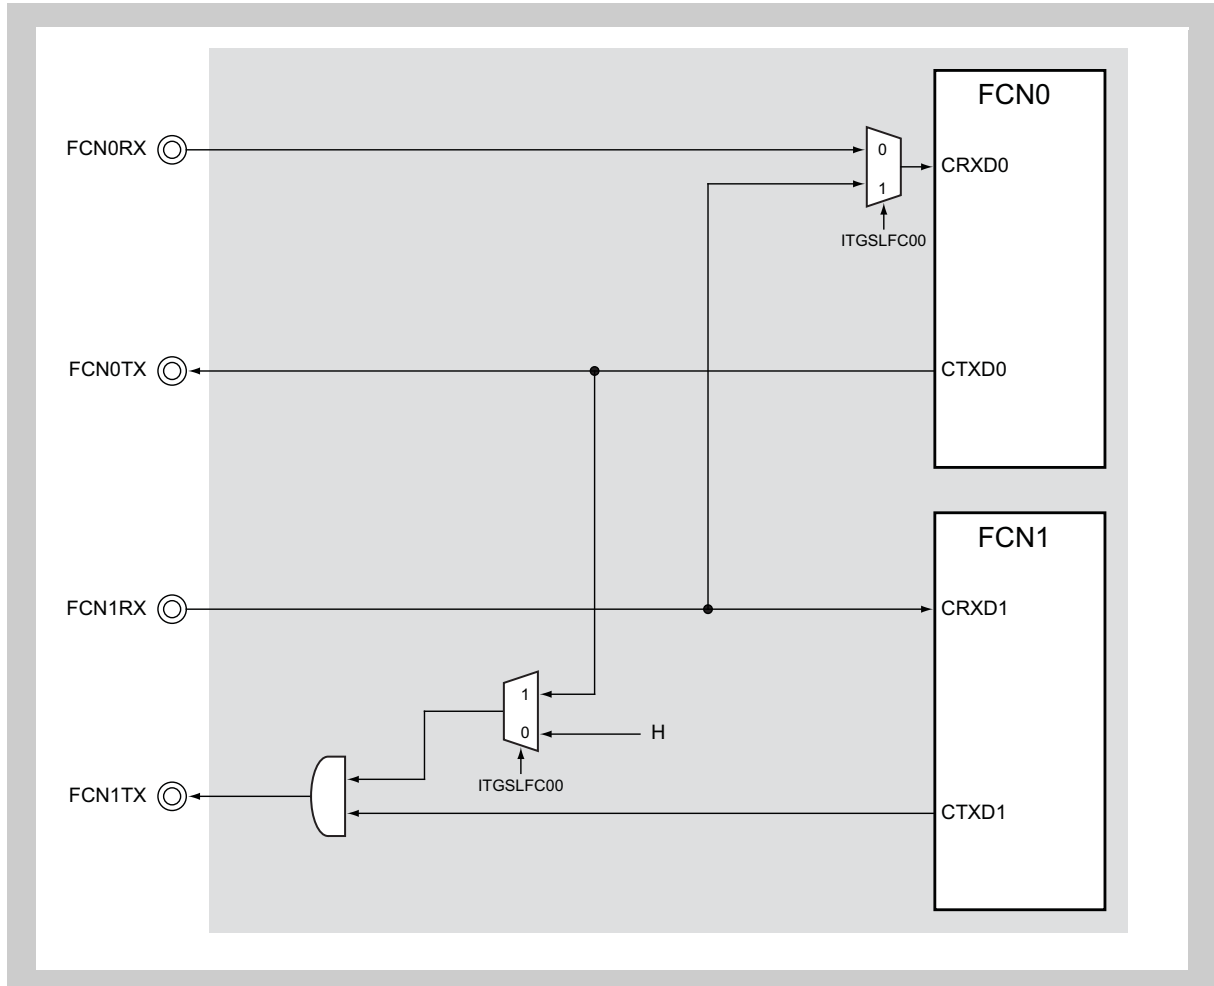 FCN0
FCN0RX
0
CRXD0
1
ITGSLFC00
FCN0TX
CTXD0
FCN1
FCN1RX
CRXD1
1
0
H
ITGSLFC00
FCN1TX
CTXD1